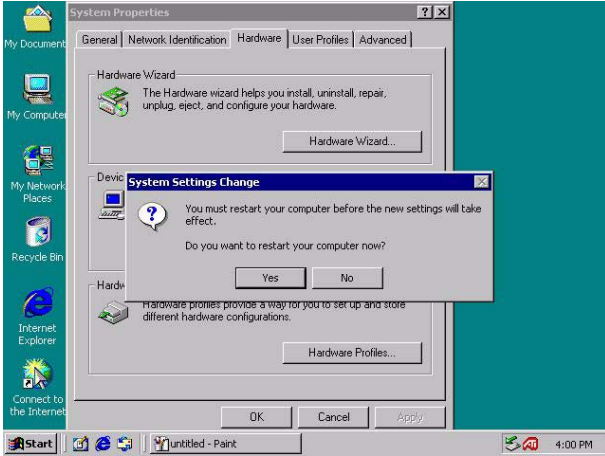 System Properties
General
Network Identification
Hardware
User Profiles
Advanced
My Document
My Computer
My Network
Places
Recycle Bin
Internet
Explorer
Connect to
the Internet
Hardware Wizard
The Hardware wizard helps you install, uninstall, repair,
unplug, eject, and configure your hardware.
Hardware Wizard...
Devic
System Settings Change
You must restart your computer before the new settings will take
effect.
Do you want to restart your computer now?
Yes
No
Hardw
Hardware profiles provide a way for you to set up and store
different hardware configurations.
Hardware Profiles...
OK
Cancel
Apply
Start
untitled - Paint
4:00 PM